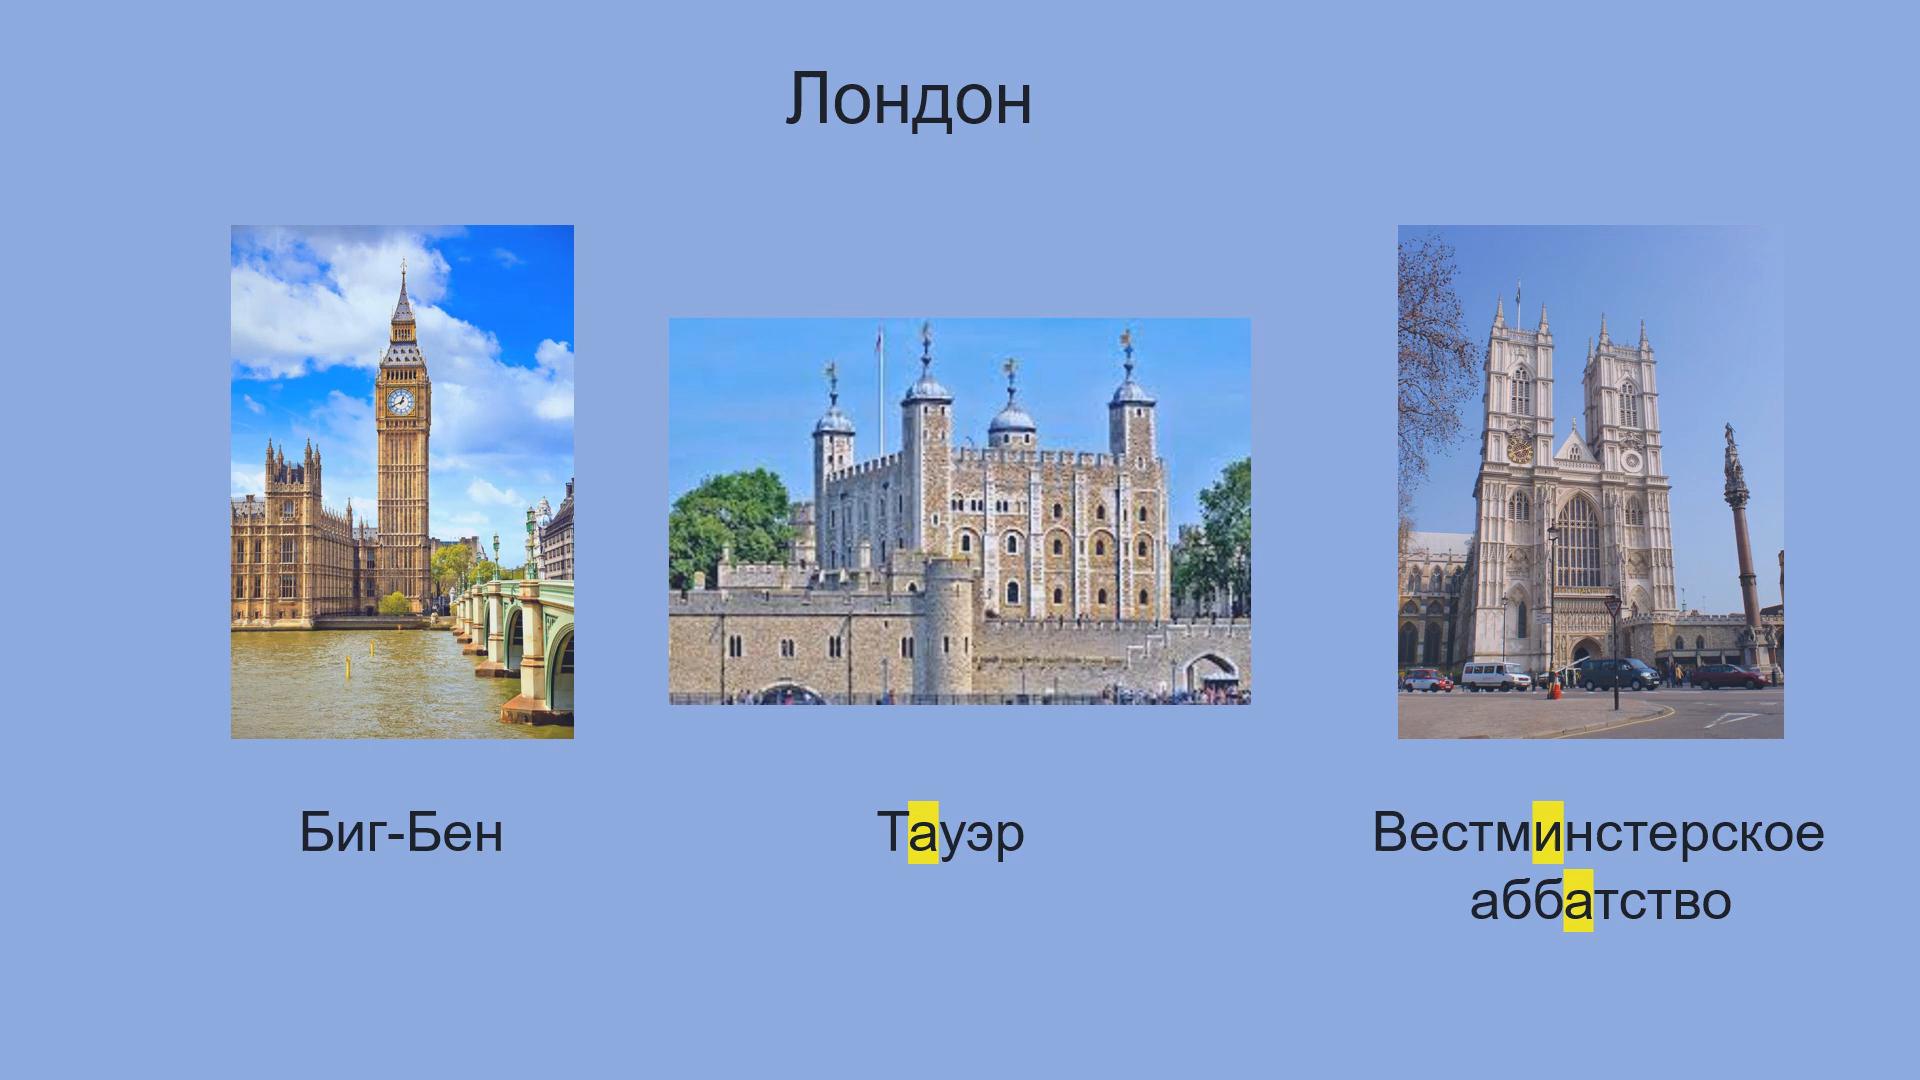 Лондон
Биг-Бен
Тауэр
Вестминстерское
аббатство